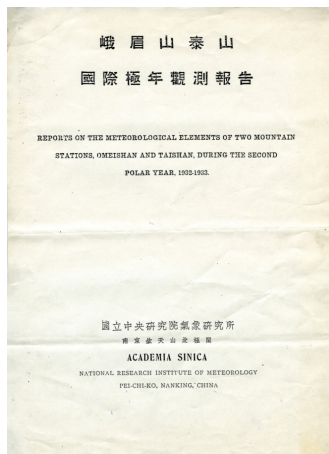 峨眉山泰山
國際極年觀測報告
REPORTS ON THE METEOROLOGICAL ELEMENTS OF TWO MOUNTAIN
STATIONS, OMEISHAN AND TAISHAN, DURING THE SECOND
POLAR YEAR, 1932-1933.
國立中央研究院氣象研究所
南京欽天山北極閣
ACADEMIA SINICA
NATIONAL RESEARCH INSTITUTE OF METEOROLOGY
PEI-CHI-KO, NANKING, CHINA